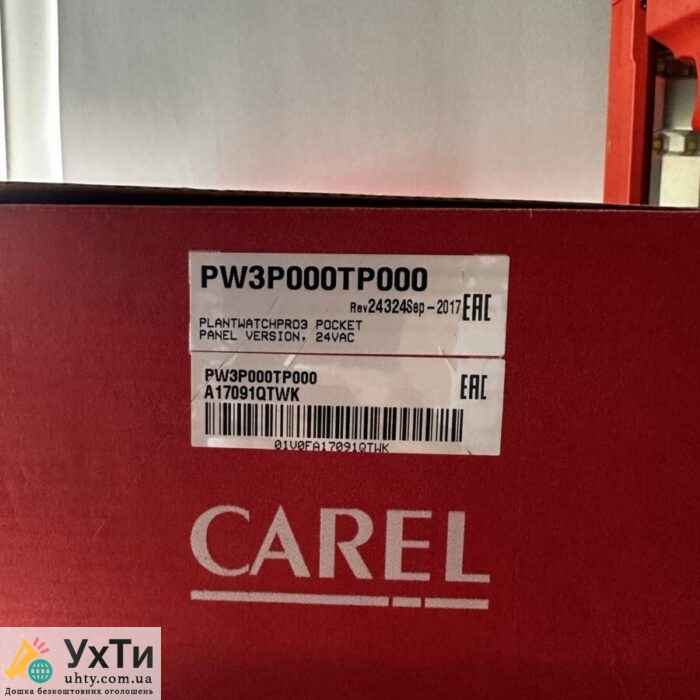 PW3P000TP000
Rev24324Sep-2017 EAC
PLANTWATCHPRO3 POCKET
PANEL VERSION, 24VAC
PW3P000TP000 EAC
A17091QTWK
01V0FA17091QTWK
CAREL
УхТи
uhty.com.ua
Дошка безкоштовних оголошень